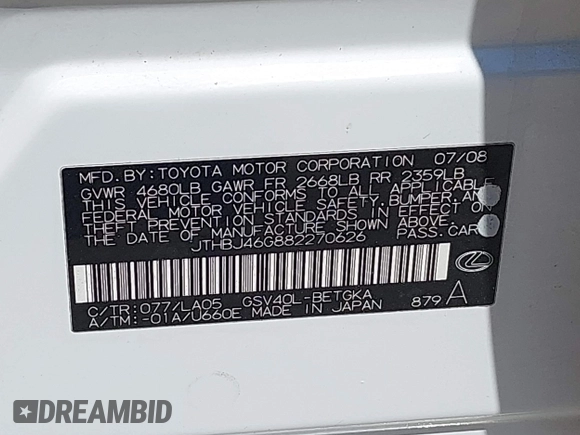 MFD. BY: TOYOTA MOTOR CORPORATION 07/08
GVWR 4680LB GAWR FR 2668LB RR 2359LB
THIS VEHICLE CONFORMS TO ALL APPLICABLE
FEDERAL MOTOR VEHICLE SAFETY, BUMPER, AND
THEFT PREVENTION STANDARDS IN EFFECT ON
THE DATE OF MANUFACTURE SHOWN ABOVE.
JTHBJ46G882270626 PASS. CAR
C/TR: 077/LA05 GSV40L-BETGKA
A/TM: -01A/U660E MADE IN JAPAN 879 A
DREAMBID